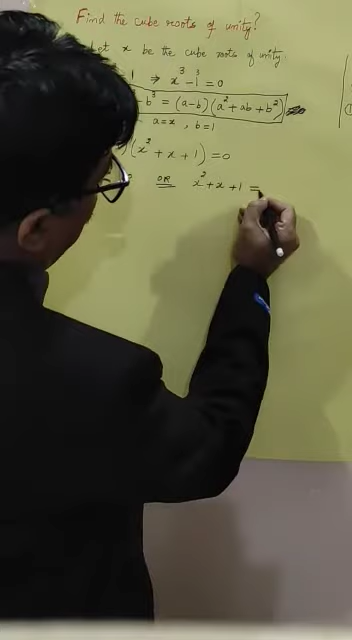 Find the cube roots of unity?
Let x be the cube roots of unity.
1 ⇒ x³ - 1³ = 0
- b³ = (a-b) (a² + ab + b²)
a = x , b = 1
) (x² + x + 1) = 0
OR x² + x + 1 =